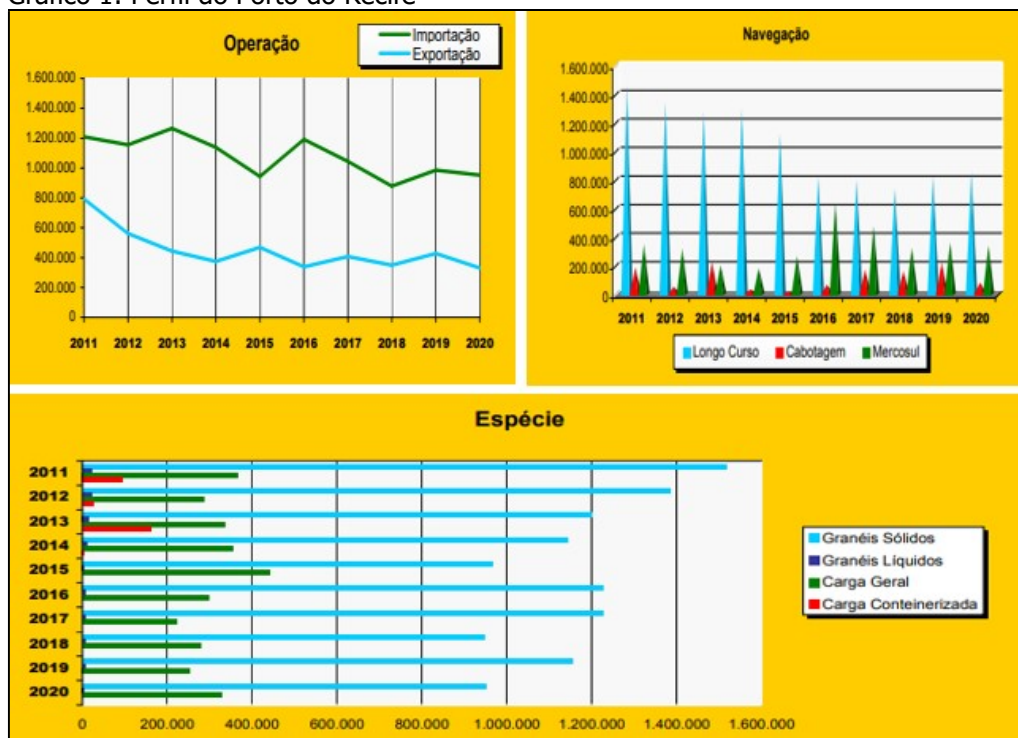 Gráfico 1: Perfil do Porto do Recife
Operação
Importação
Exportação
1.600.000
1.400.000
1.200.000
1.000.000
800.000
600.000
400.000
200.000
0
2011 2012 2013 2014 2015 2016 2017 2018 2019 2020
Navegação
1.600.000
1.400.000
1.200.000
1.000.000
800.000
600.000
400.000
200.000
0
2011 2012 2013 2014 2015 2016 2017 2018 2019 2020
Longo Curso Cabotagem Mercosul
Espécie
2011
2012
2013
2014
2015
2016
2017
2018
2019
2020
0 200.000 400.000 600.000 800.000 1.000.000 1.200.000 1.400.000 1.600.000
Granéis Sólidos
Granéis Líquidos
Carga Geral
Carga Conteinerizada